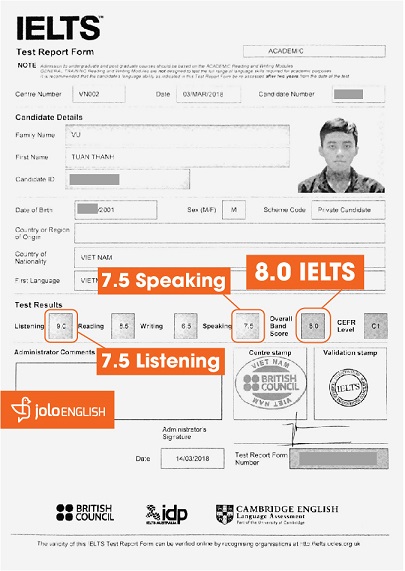 IELTS™
Test Report Form
ACADEMIC
NOTE Admission to undergraduate and post graduate courses should be based on the ACADEMIC Reading and Writing Modules.
GENERAL TRAINING Reading and Writing Modules are not designed to test the full range of language skills required for academic purposes.
It is recommended that the candidate's language ability as indicated in this Test Report Form be re-assessed after two years from the date of the test.
Centre Number VN002 Date 03/MAR/2018 Candidate Number
Candidate Details
Family Name VU
First Name TUAN THANH
Candidate ID
Date of Birth /2001 Sex (M/F) M Scheme Code Private Candidate
Country or Region
of Origin
Country of
Nationality VIET NAM
First Language VIETN
7.5 Speaking
8.0 IELTS
Test Results
Listening 9.0 Reading 8.5 Writing 6.5 Speaking 7.5 Overall Band Score 8.0 CEFR Level C1
7.5 Listening
Administrator Comments
Centre stamp
Validation stamp
VIET NAM
BRITISH
COUNCIL
VIET NAM
IELTS
joloENGLISH
Administrator's
Signature
Date 14/03/2018
Test Report Form
Number
BRITISH
COUNCIL
idp
IELTS AUSTRALIA
CAMBRIDGE ENGLISH
Language Assessment
Part of the University of Cambridge
The validity of this IELTS Test Report Form can be verified online by recognising organisations at http://ielts.ucles.org.uk